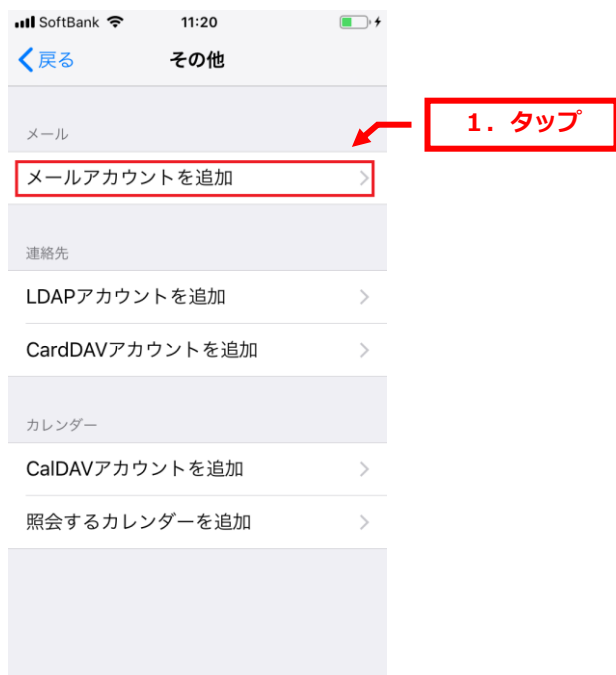 SoftBank 11:20
戻る その他
1．タップ
メール
メールアカウントを追加
連絡先
LDAPアカウントを追加
CardDAVアカウントを追加
カレンダー
CalDAVアカウントを追加
照会するカレンダーを追加